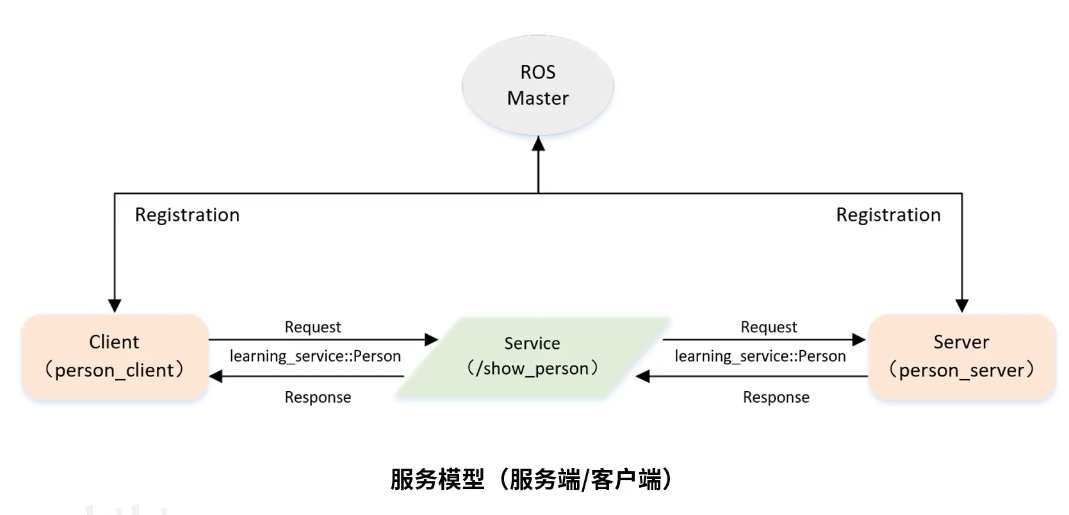 ROS
Master
Registration
Registration
Client
（person_client）
Request
learning_service::Person
Response
Service
（/show_person）
Request
learning_service::Person
Response
Server
（person_server）
服务模型（服务端/客户端）